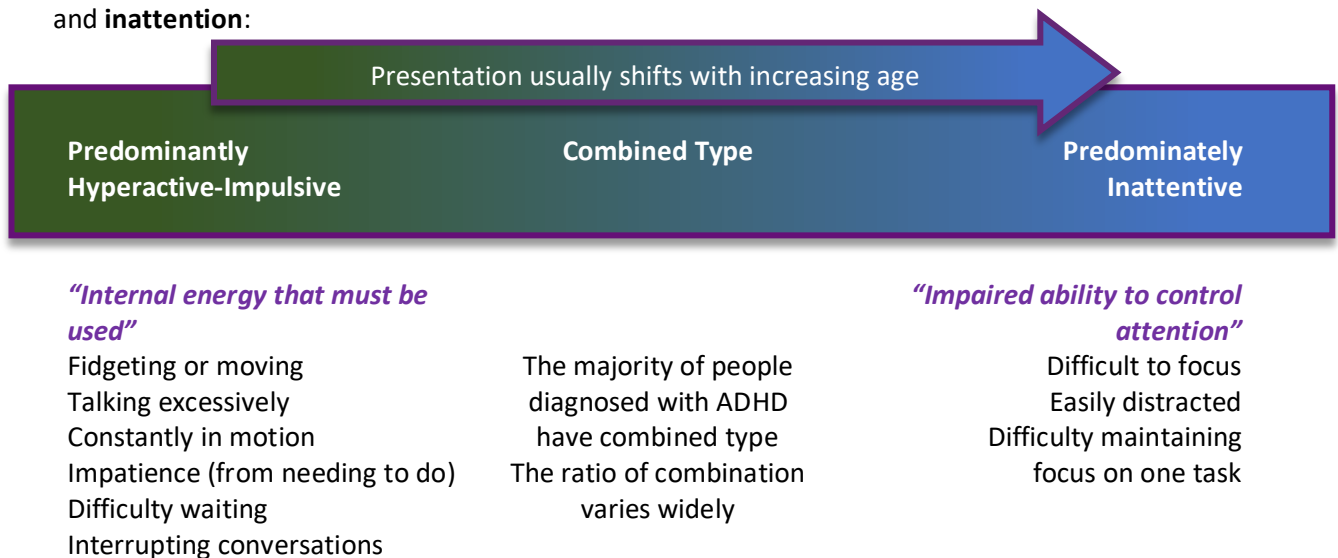 and inattention:
Presentation usually shifts with increasing age
Predominantly
Hyperactive-Impulsive
Combined Type
Predominately
Inattentive
“Internal energy that must be
used”
Fidgeting or moving
Talking excessively
Constantly in motion
Impatience (from needing to do)
Difficulty waiting
Interrupting conversations
The majority of people
diagnosed with ADHD
have combined type
The ratio of combination
varies widely
“Impaired ability to control
attention”
Difficult to focus
Easily distracted
Difficulty maintaining
focus on one task